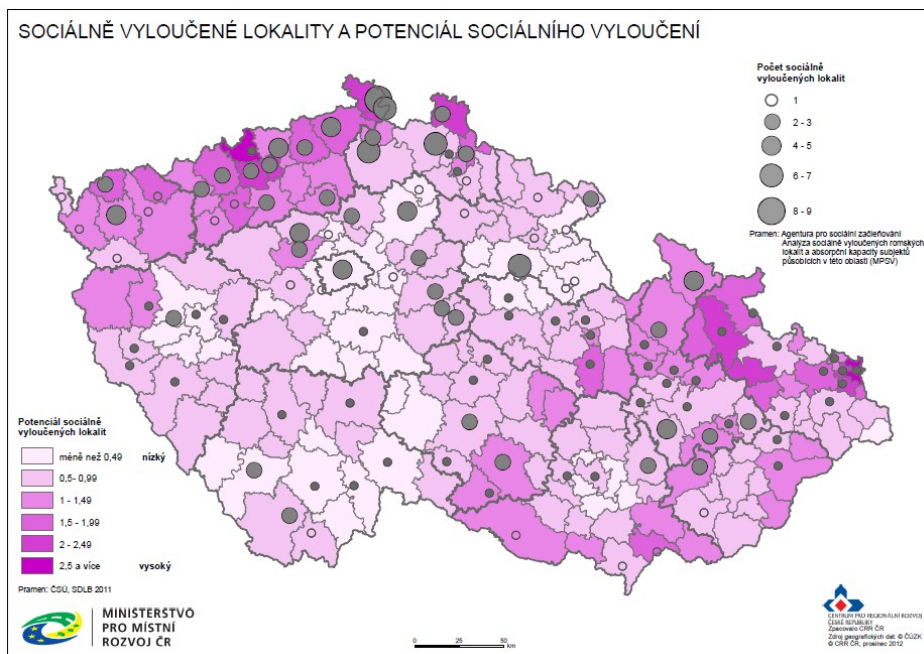 SOCIÁLNĚ VYLOUČENÉ LOKALITY A POTENCIÁL SOCIÁLNÍHO VYLOUČENÍ
Počet sociálně
vyloučených lokalit
1
2 - 3
4 - 5
6 - 7
8 - 9
Pramen: Agentura pro sociální začleňování
Analýza sociálně vyloučených romských
lokalit a absorpční kapacity subjektů
působících v této oblasti (MPSV)
Potenciál sociálně
vyloučených lokalit
méně než 0,49 nízký
0,5- 0,99
1 - 1,49
1,5 - 1,99
2 - 2,49
2,5 a více vysoký
Pramen: ČSÚ, SDLB 2011
MINISTERSTVO
PRO MÍSTNÍ
ROZVOJ ČR
0 25 50
km
CENTRUM PRO REGIONÁLNÍ ROZVOJ
ČESKÉ REPUBLIKY
Zpracovalo CRR ČR
Zdroj geografických dat: © ČÚZK
© CRR ČR, prosinec 2012